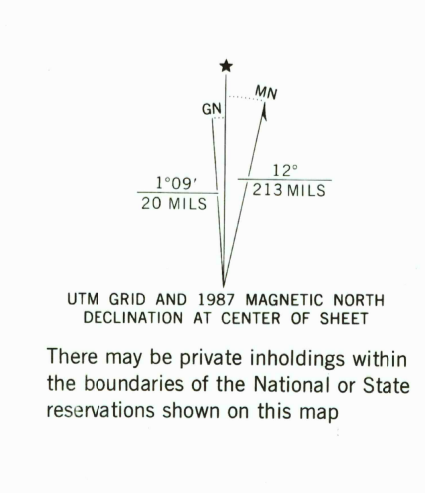 MN
GN
1°09′
20 MILS
12°
213 MILS
UTM GRID AND 1987 MAGNETIC NORTH
DECLINATION AT CENTER OF SHEET
There may be private inholdings within
the boundaries of the National or State
reservations shown on this map